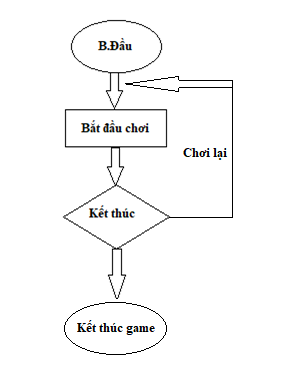 B.Đầu
Bắt đầu chơi
Chơi lại
Kết thúc
Kết thúc game